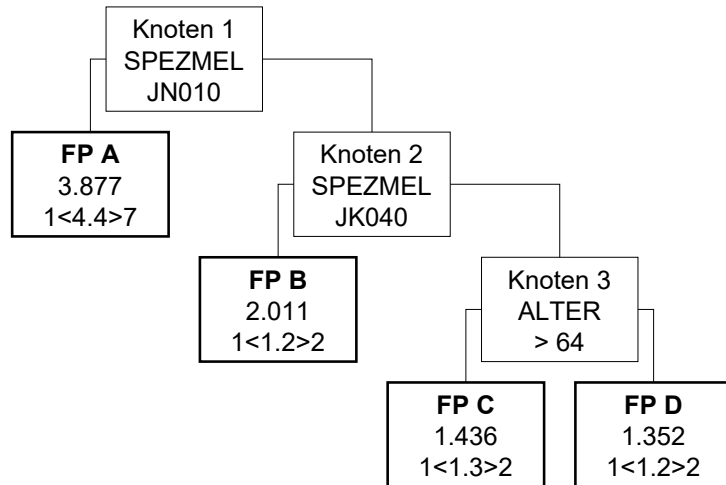 Knoten 1
SPEZMEL
JN010
FP A
3.877
1<4.4>7
Knoten 2
SPEZMEL
JK040
FP B
2.011
1<1.2>2
Knoten 3
ALTER
> 64
FP C
1.436
1<1.3>2
FP D
1.352
1<1.2>2